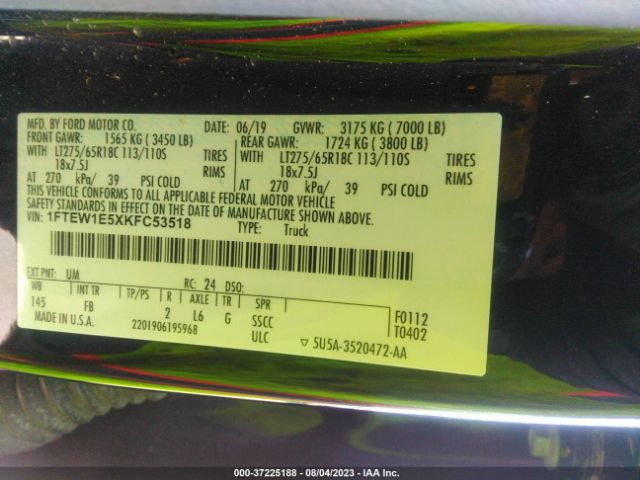 MFD. BY FORD MOTOR CO. DATE: 06/19 GVWR: 3175 KG ( 7000 LB)
FRONT GAWR: 1565 KG ( 3450 LB) REAR GAWR: 1724 KG ( 3800 LB)
WITH LT275/65R18C 113/110S TIRES WITH LT275/65R18C 113/110S TIRES
18x7.5J RIMS 18x7.5J RIMS
AT 270 kPa/ 39 PSI COLD AT 270 kPa/ 39 PSI COLD
THIS VEHICLE CONFORMS TO ALL APPLICABLE FEDERAL MOTOR VEHICLE
SAFETY STANDARDS IN EFFECT ON THE DATE OF MANUFACTURE SHOWN ABOVE.
VIN: 1FTEW1E5XKFC53518 TYPE: Truck
EXT PNT: UM RC: 24 DSO:
WB INT TR TP/PS R AXLE TR SPR
145 FB 2 L6 G SSCC F0112
MADE IN U.S.A. 2201906195968 ULC T0402
▽ 5U5A-3520472-AA
000-37225188 - 08/04/2023 - IAA Inc.